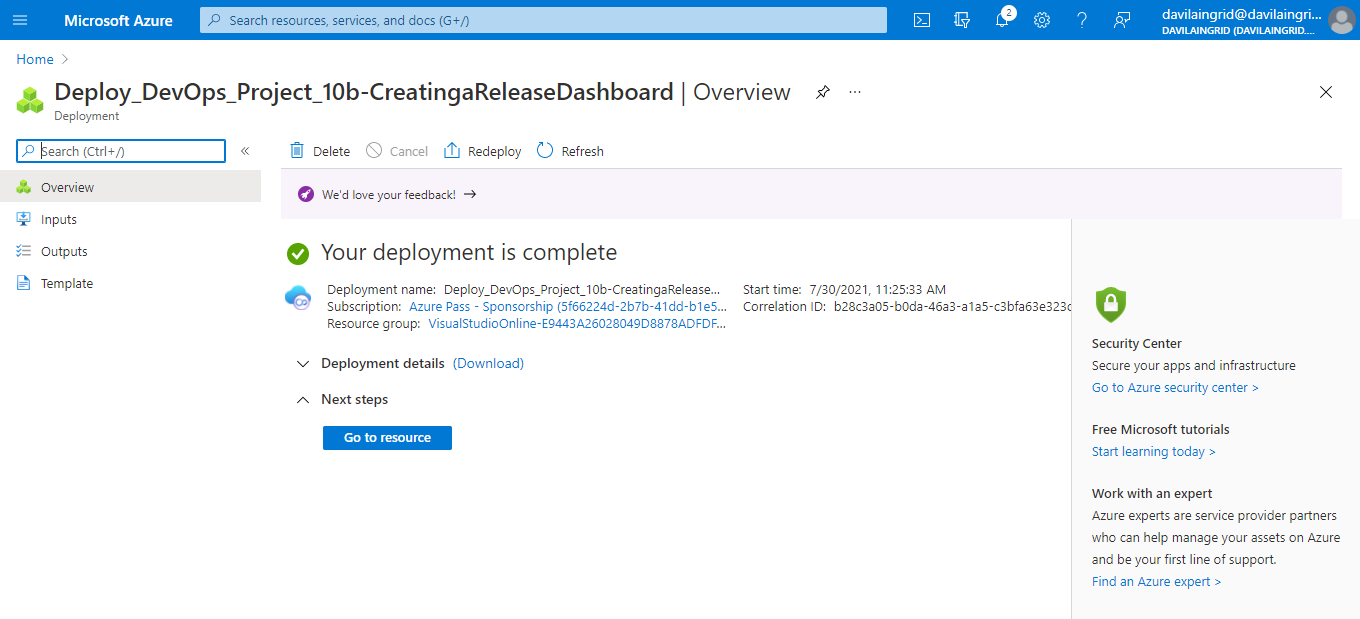 Microsoft Azure
Search resources, services, and docs (G+/)
2
davilaingrid@davilaingri...
DAVILAINGRID (DAVILAINGRID....
Home
Deploy_DevOps_Project_10b-CreatingaReleaseDashboard | Overview
...
Deployment
Search (Ctrl+/)
«
Delete
Cancel
Redeploy
Refresh
Overview
Inputs
Outputs
Template
We'd love your feedback! →
Your deployment is complete
Deployment name: Deploy_DevOps_Project_10b-CreatingaRelease...
Subscription: Azure Pass - Sponsorship (5f66224d-2b7b-41dd-b1e5...
Resource group: VisualStudioOnline-E9443A26028049D8878ADFDF...
Start time: 7/30/2021, 11:25:33 AM
Correlation ID: b28c3a05-b0da-46a3-a1a5-c3bfa63e323c
Deployment details (Download)
Next steps
Go to resource
Security Center
Secure your apps and infrastructure
Go to Azure security center >
Free Microsoft tutorials
Start learning today >
Work with an expert
Azure experts are service provider partners
who can help manage your assets on Azure
and be your first line of support.
Find an Azure expert >